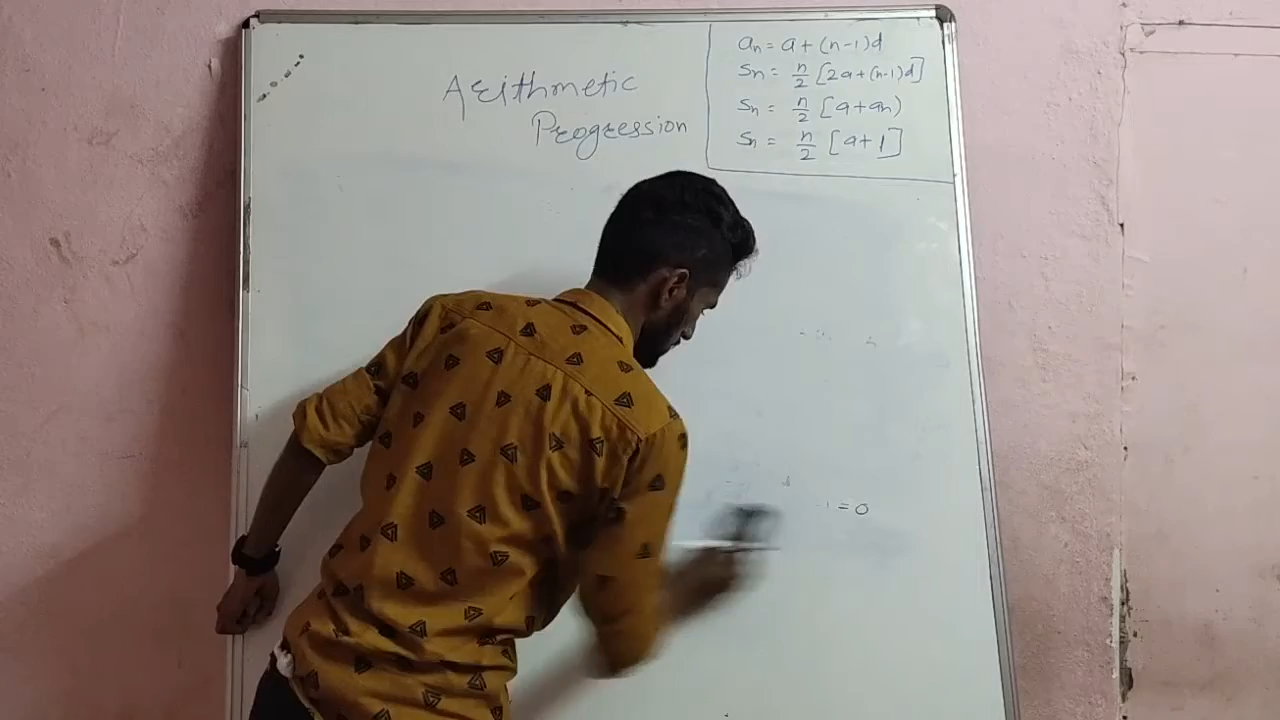 Arithmetic
Progression
an = a + (n-1)d
Sn = n/2 [2a+(n-1)d]
Sn = n/2 [a+an)
Sn = n/2 [a+l]
= 0